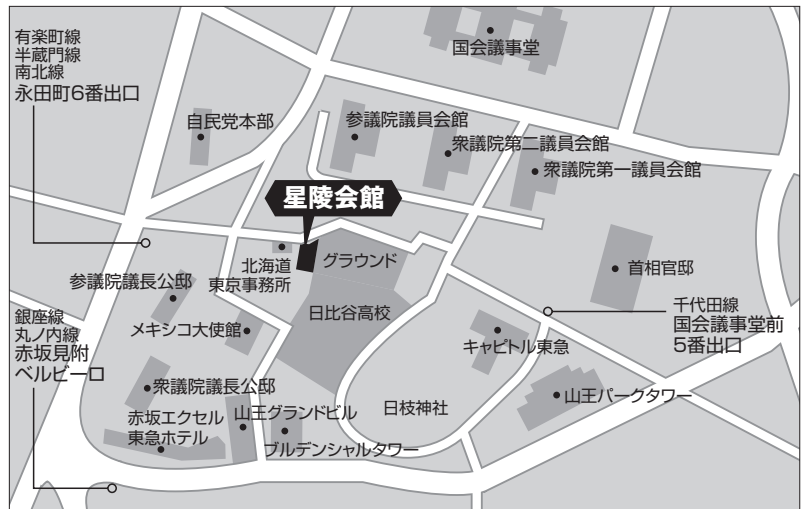 有楽町線
半蔵門線
南北線
永田町6番出口
国会議事堂
自民党本部
参議院議員会館
衆議院第二議員会館
衆議院第一議員会館
星陵会館
グラウンド
北海道
東京事務所
首相官邸
参議院議長公邸
日比谷高校
千代田線
国会議事堂前
5番出口
銀座線
丸ノ内線
赤坂見附
ベルビー口
メキシコ大使館
キャピトル東急
衆議院議長公邸
日枝神社
山王パークタワー
赤坂エクセル
東急ホテル
山王グランドビル
プルデンシャルタワー